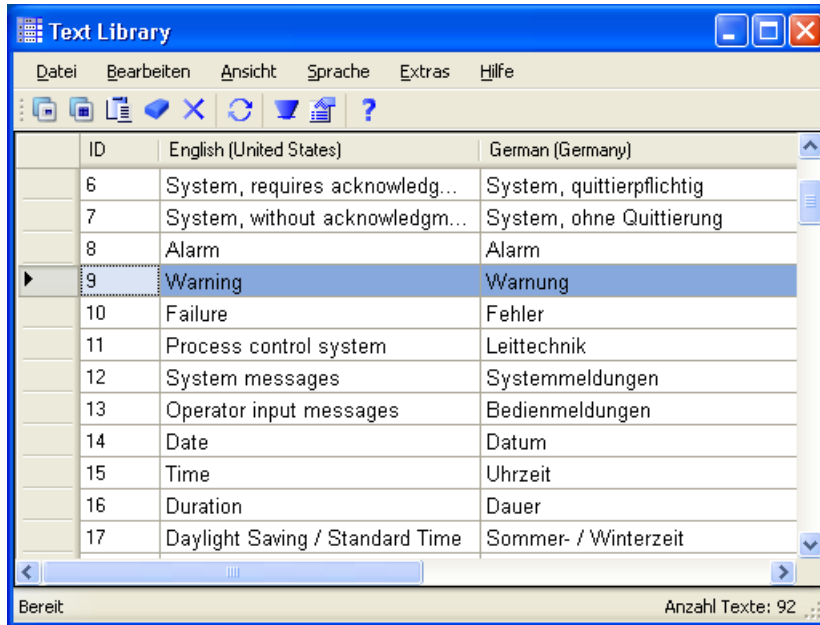 Text Library
Datei Bearbeiten Ansicht Sprache Extras Hilfe
ID English (United States) German (Germany)
6 System, requires acknowledg... System, quittierpflichtig
7 System, without acknowledgm... System, ohne Quittierung
8 Alarm Alarm
9 Warning Warnung
10 Failure Fehler
11 Process control system Leittechnik
12 System messages Systemmeldungen
13 Operator input messages Bedienmeldungen
14 Date Datum
15 Time Uhrzeit
16 Duration Dauer
17 Daylight Saving / Standard Time Sommer- / Winterzeit
Bereit Anzahl Texte: 92